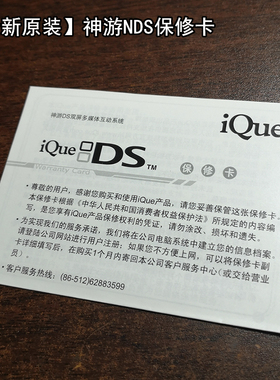 新原装】神游NDS保修卡
iQue
神游DS双屏多媒体互动系统
iQue DS™
Warranty Card
保修卡
·尊敬的用户，感谢您购买和使用iQue产品，请您妥善保管这张保修卡。
本保修卡根据《中华人民共和国消费者权益保护法》所规定的内容编
写，是您享有iQue产品保修权利的凭证，请勿涂改、损坏和遗失。
·为实现我们的服务承诺，我们将在公司电脑系统中建立您的信息档案，
请登陆公司网站进行用户注册；如果您不方便上网，可以将保修卡副
卡详细填写后，在购买1个月内寄回本公司客户服务中心（或交给营业
员）。
·客户服务热线：(86-512)62883599